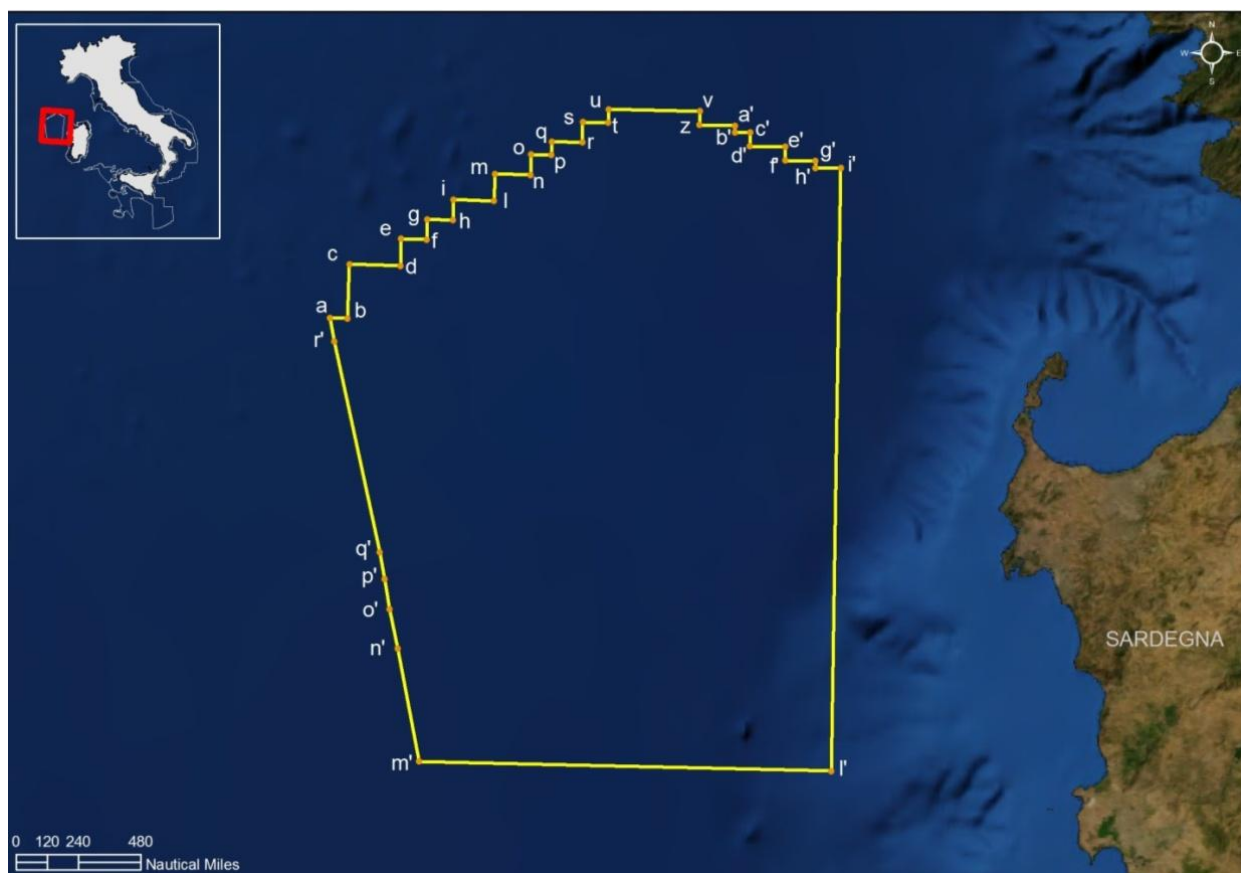 N
W E
S
u v
s t z a'
b' c'
q r d' e'
o p f' g'
m n h' i'
i l
g h
e f
c d
a b
r'
q'
p'
o'
n'
SARDEGNA
m' l'
0 120 240 480
Nautical Miles